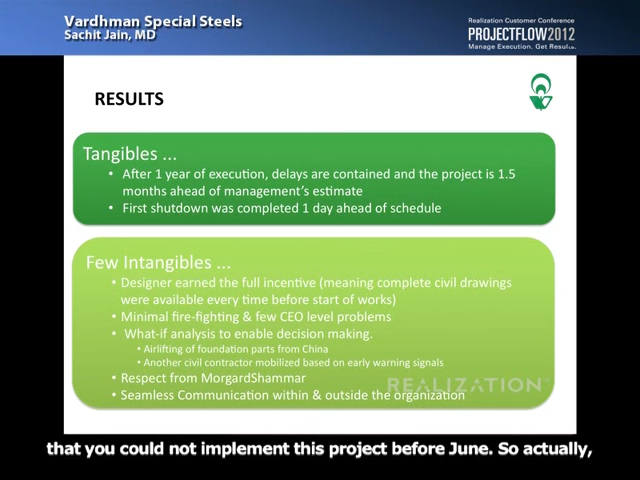 Vardhman Special Steels
Sachit Jain, MD
Realization Customer Conference
PROJECTFLOW2012
Manage Execution. Get Results.
RESULTS
Tangibles ...
• After 1 year of execution, delays are contained and the project is 1.5
months ahead of management's estimate
• First shutdown was completed 1 day ahead of schedule
Few Intangibles ...
• Designer earned the full incentive (meaning complete civil drawings
were available every time before start of works)
• Minimal fire-fighting & few CEO level problems
• What-if analysis to enable decision making.
• Airlifting of foundation parts from China
• Another civil contractor mobilized based on early warning signals
• Respect from MorgardShammar
REALIZATION
• Seamless Communication within & outside the organization
that you could not implement this project before June. So actually,